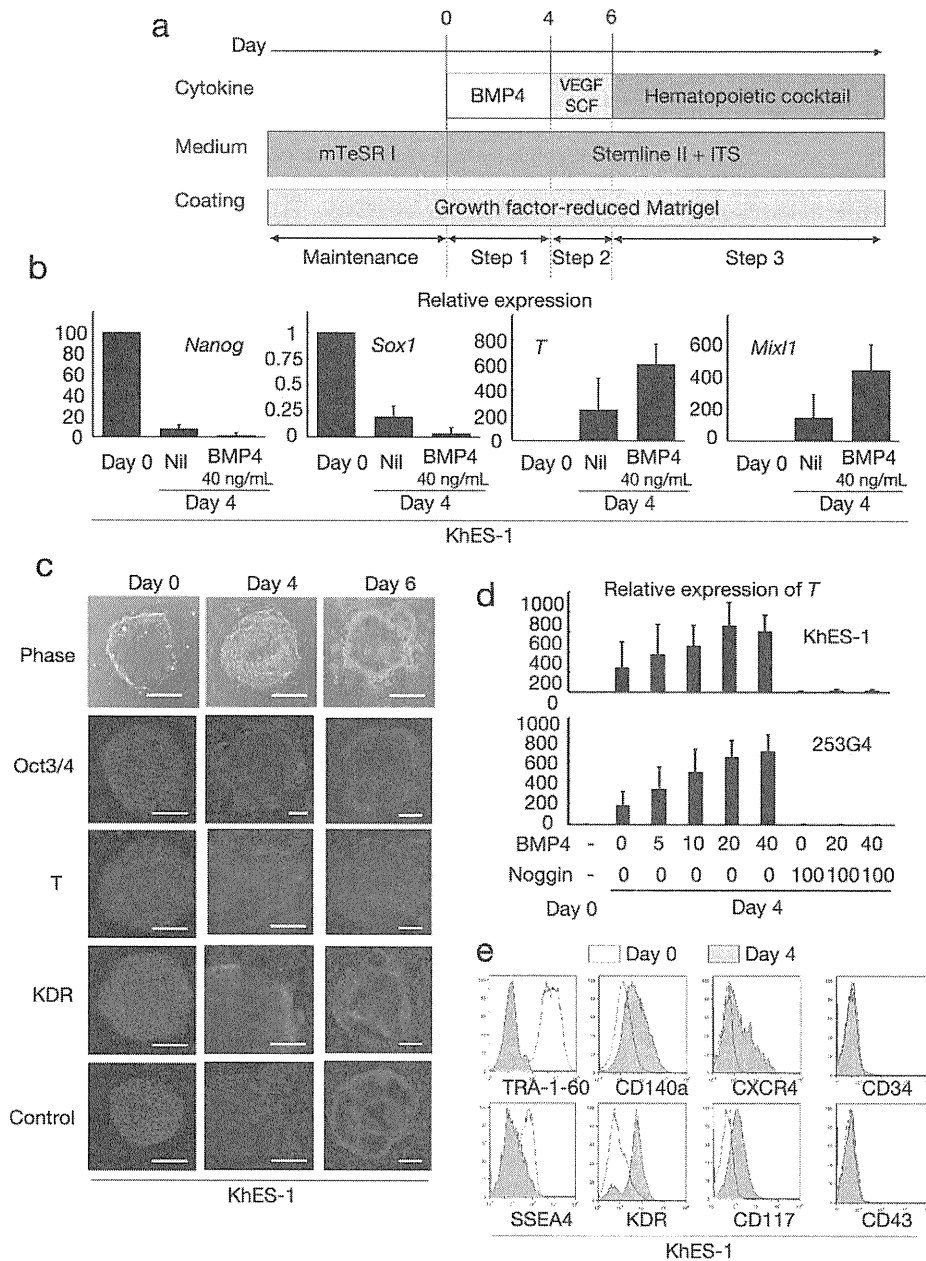 a
0 4 6
Day
Cytokine
BMP4
VEGF
SCF
Hematopoietic cocktail
Medium
mTeSR I
Stemline II + ITS
Coating
Growth factor-reduced Matrigel
Maintenance
Step 1
Step 2
Step 3
b
Relative expression
100
80
60
40
20
0
Nanog
Day 0 Nil BMP4
40 ng/mL
Day 4
1
0.75
0.5
0.25
0
Sox1
Day 0 Nil BMP4
40 ng/mL
Day 4
800
600
400
200
0
T
Day 0 Nil BMP4
40 ng/mL
Day 4
600
400
200
0
Mixl1
Day 0 Nil BMP4
40 ng/mL
Day 4
KhES-1
c
Day 0 Day 4 Day 6
Phase
Oct3/4
T
KDR
Control
KhES-1
d
Relative expression of T
1000
800
600
400
200
0
KhES-1
1000
800
600
400
200
0
253G4
BMP4 - 0 5 10 20 40 0 20 40
Noggin - 0 0 0 0 0 100 100 100
Day 0 Day 4
e
Day 0 Day 4
TRA-1-60 CD140a CXCR4 CD34
SSEA4 KDR CD117 CD43
KhES-1